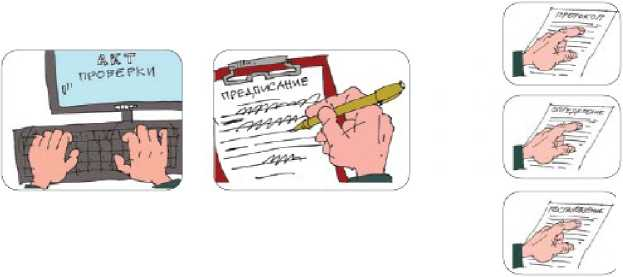 АКТ
ПРОВЕРКИ
ПРЕДПИСАНИЕ
ПРОТОКОЛ
ОПРЕДЕЛЕНИЕ
ПОСТАНОВЛЕНИЕ